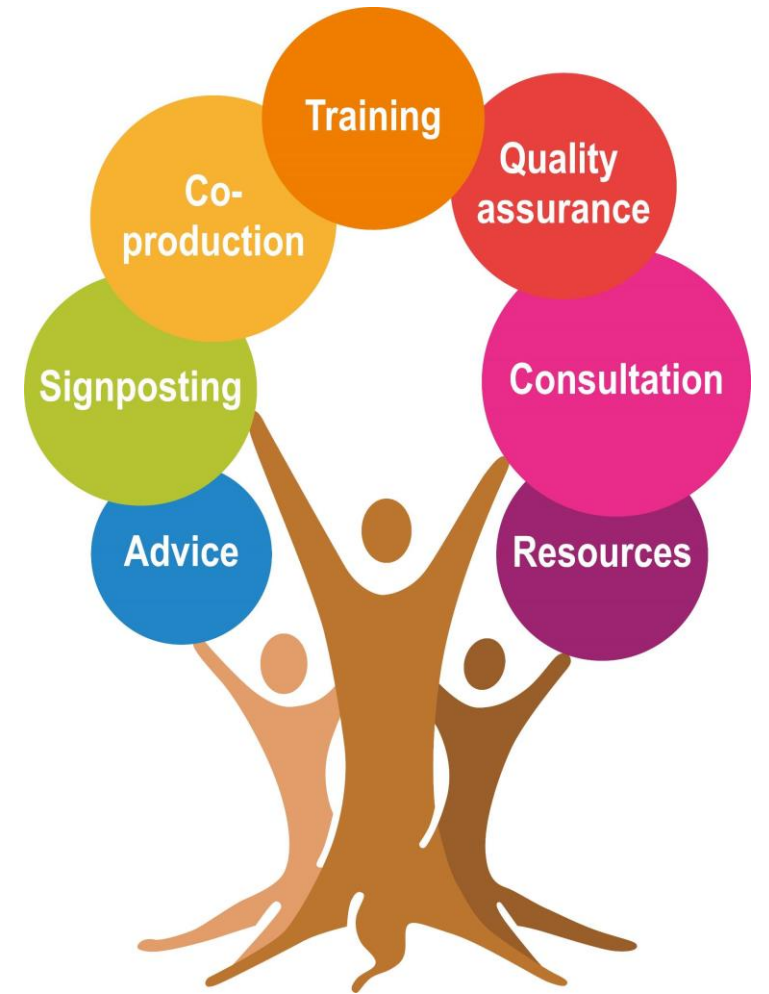 Training
Quality
assurance
Co-
production
Consultation
Signposting
Advice
Resources